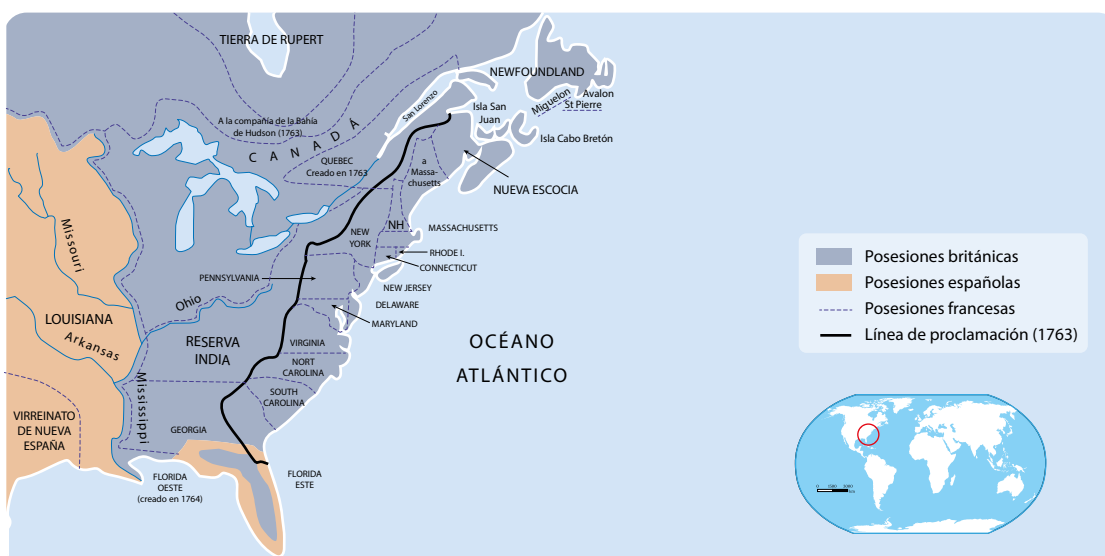 TIERRA DE RUPERT
NEWFOUNDLAND
Avalon
Miguelon
St Pierre
San Lorenzo
Isla San
Juan
Isla Cabo Bretón
A la compañía de la Bahía
de Hudson (1763)
CANADÁ
QUEBEC
Creado en 1763
a
Massa-
chusetts
NUEVA ESCOCIA
NH
MASSACHUSETTS
NEW
YORK
RHODE I.
CONNECTICUT
PENNSYLVANIA
NEW JERSEY
DELAWARE
MARYLAND
Missouri
Ohio
LOUISIANA
Arkansas
RESERVA
INDIA
VIRGINIA
NORT
CAROLINA
SOUTH
CAROLINA
Mississippi
VIRREINATO
DE NUEVA
ESPAÑA
GEORGIA
FLORIDA
OESTE
(creado en 1764)
FLORIDA
ESTE
OCÉANO
ATLÁNTICO
Posesiones británicas
Posesiones españolas
Posesiones francesas
Línea de proclamación (1763)